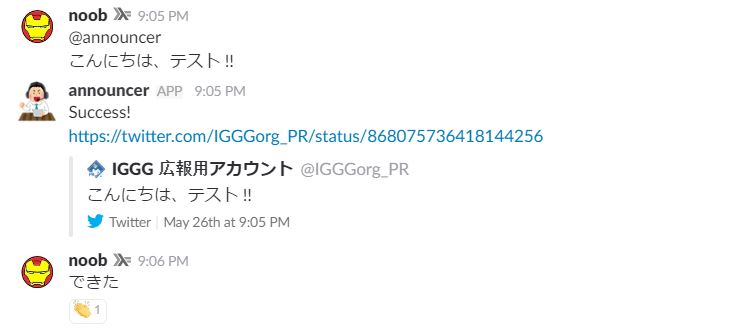 noob 9:05 PM
@announcer
こんにちは、テスト!!
announcer APP 9:05 PM
Success!
https://twitter.com/IGGGorg_PR/status/868075736418144256
IGGG 広報用アカウント @IGGGorg_PR
こんにちは、テスト!!
Twitter | May 26th at 9:05 PM
noob 9:06 PM
できた
1